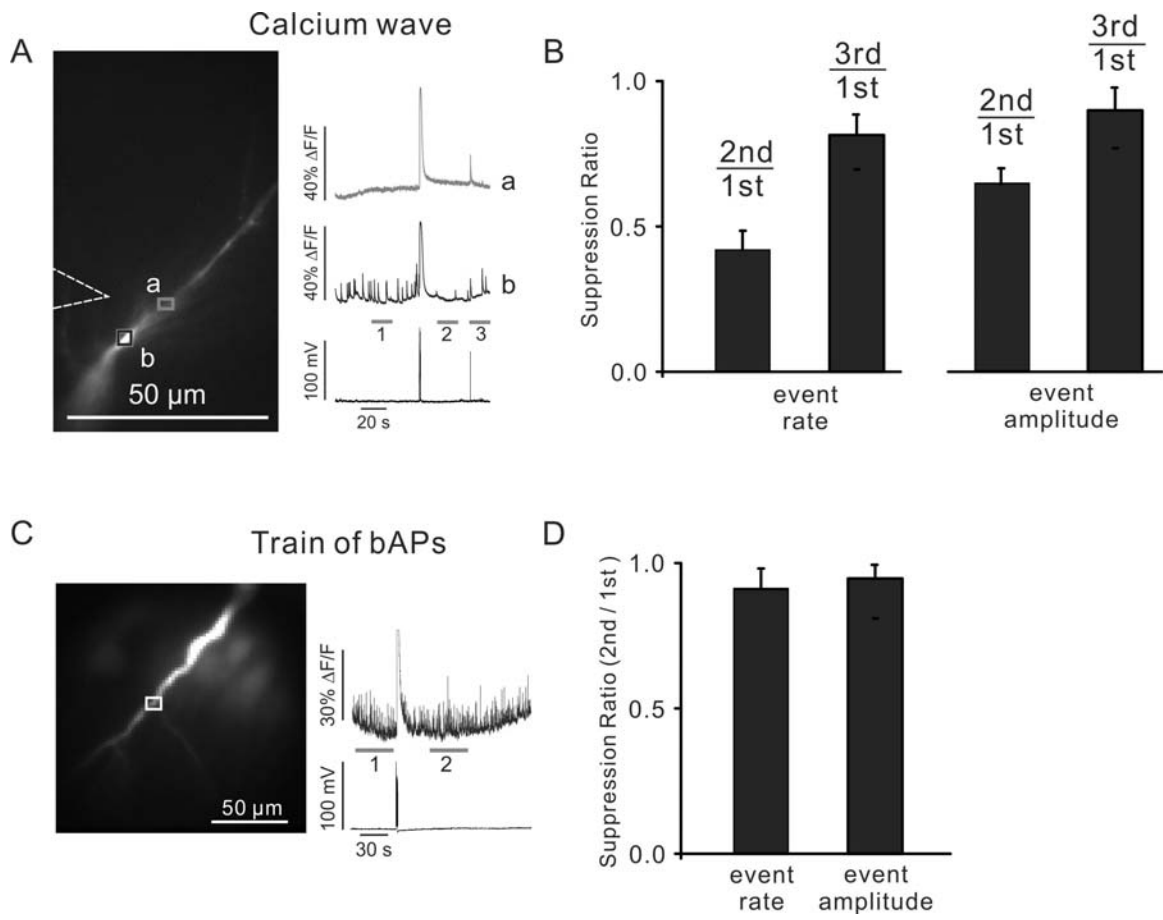 Calcium wave
A
a
b
50 µm
40% ΔF/F
a
40% ΔF/F
b
1 2 3
100 mV
20 s
B
Suppression Ratio
1.0
0.5
0.0
2nd
1st
3rd
1st
2nd
1st
3rd
1st
event
rate
event
amplitude
C
Train of bAPs
50 µm
30% ΔF/F
1 2
100 mV
30 s
D
Suppression Ratio (2nd / 1st )
1.0
0.5
0.0
event
rate
event
amplitude